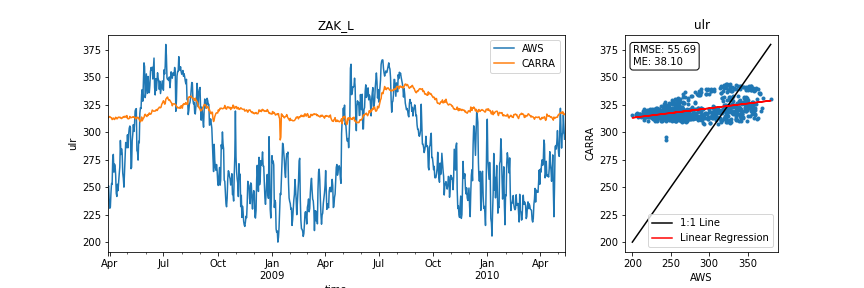 ZAK_L
ulr
375
350
325
300
275
250
225
200
Apr
Jul
Oct
Jan
2009
Apr
Jul
Oct
Jan
2010
Apr
time
AWS
CARRA
ulr
CARRA
375
350
325
300
275
250
225
200
RMSE: 55.69
ME: 38.10
1:1 Line
Linear Regression
200
250
300
350
AWS